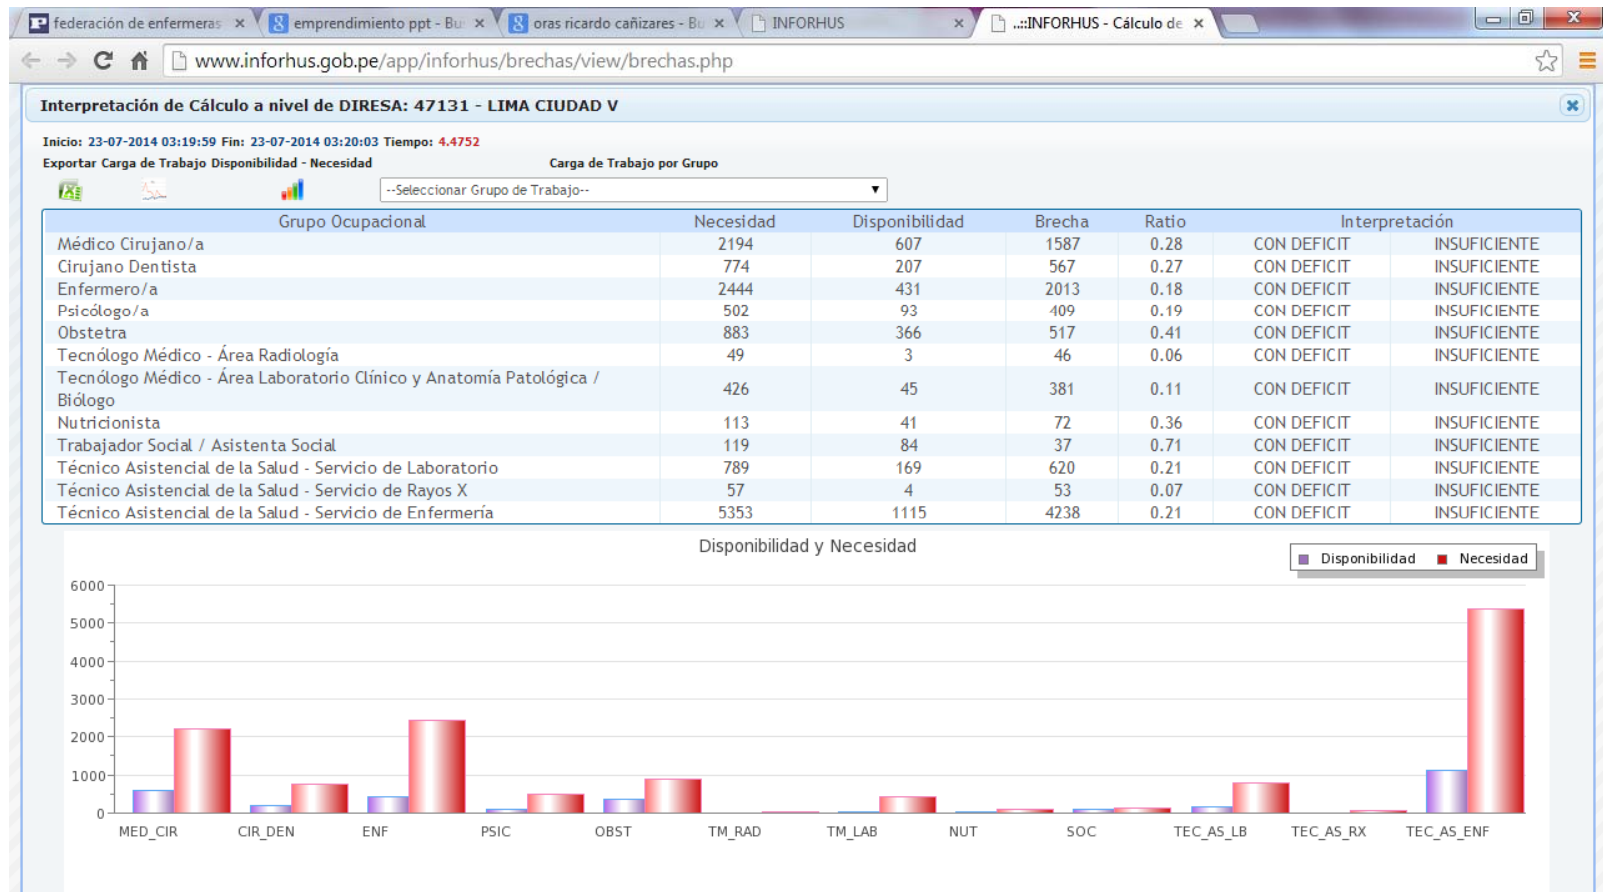 federación de enfermeras
emprendimiento ppt - Bu
oras ricardo cañizares - Bu
INFORHUS
..::INFORHUS - Cálculo de
www.inforhus.gob.pe/app/inforhus/brechas/view/brechas.php
Interpretación de Cálculo a nivel de DIRESA: 47131 - LIMA CIUDAD V
Inicio: 23-07-2014 03:19:59 Fin: 23-07-2014 03:20:03 Tiempo: 4.4752
Exportar Carga de Trabajo Disponibilidad - Necesidad Carga de Trabajo por Grupo
--Seleccionar Grupo de Trabajo--
Grupo Ocupacional Necesidad Disponibilidad Brecha Ratio Interpretación
Médico Cirujano/a 2194 607 1587 0.28 CON DEFICIT INSUFICIENTE
Cirujano Dentista 774 207 567 0.27 CON DEFICIT INSUFICIENTE
Enfermero/a 2444 431 2013 0.18 CON DEFICIT INSUFICIENTE
Psicólogo/a 502 93 409 0.19 CON DEFICIT INSUFICIENTE
Obstetra 883 366 517 0.41 CON DEFICIT INSUFICIENTE
Tecnólogo Médico - Área Radiología 49 3 46 0.06 CON DEFICIT INSUFICIENTE
Tecnólogo Médico - Área Laboratorio Clínico y Anatomía Patológica /
Biólogo 426 45 381 0.11 CON DEFICIT INSUFICIENTE
Nutricionista 113 41 72 0.36 CON DEFICIT INSUFICIENTE
Trabajador Social / Asistenta Social 119 84 37 0.71 CON DEFICIT INSUFICIENTE
Técnico Asistencial de la Salud - Servicio de Laboratorio 789 169 620 0.21 CON DEFICIT INSUFICIENTE
Técnico Asistencial de la Salud - Servicio de Rayos X 57 4 53 0.07 CON DEFICIT INSUFICIENTE
Técnico Asistencial de la Salud - Servicio de Enfermería 5353 1115 4238 0.21 CON DEFICIT INSUFICIENTE
Disponibilidad y Necesidad
Disponibilidad Necesidad
6000
5000
4000
3000
2000
1000
0
MED_CIR CIR_DEN ENF PSIC OBST TM_RAD TM_LAB NUT SOC TEC_AS_LB TEC_AS_RX TEC_AS_ENF